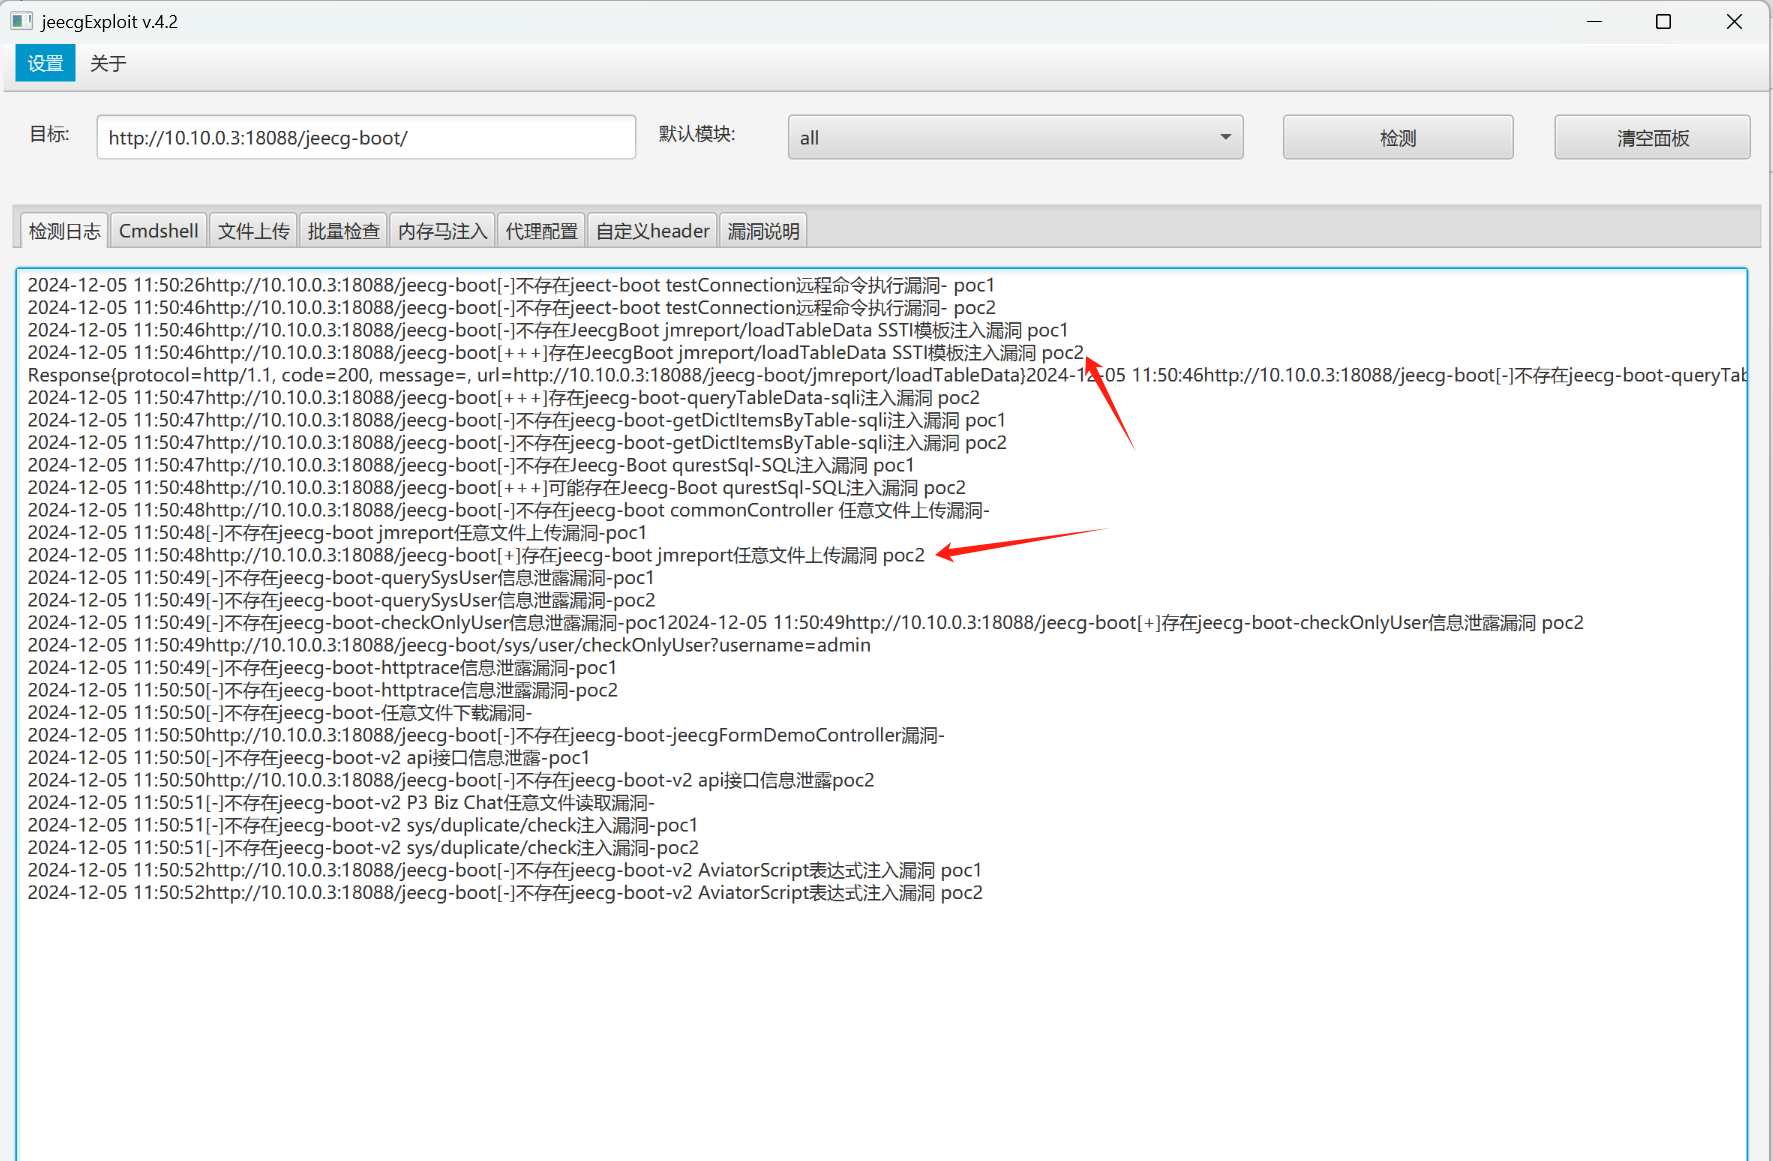 jeecgExploit v.4.2
设置 关于
目标: http://10.10.0.3:18088/jeecg-boot/ 默认模块: all 检测 清空面板
检测日志 Cmdshell 文件上传 批量检查 内存马注入 代理配置 自定义header 漏洞说明
2024-12-05 11:50:26http://10.10.0.3:18088/jeecg-boot[-]不存在jeect-boot testConnection远程命令执行漏洞- poc1
2024-12-05 11:50:46http://10.10.0.3:18088/jeecg-boot[-]不存在jeect-boot testConnection远程命令执行漏洞- poc2
2024-12-05 11:50:46http://10.10.0.3:18088/jeecg-boot[-]不存在JeecgBoot jmreport/loadTableData SSTI模板注入漏洞 poc1
2024-12-05 11:50:46http://10.10.0.3:18088/jeecg-boot[+++]存在JeecgBoot jmreport/loadTableData SSTI模板注入漏洞 poc2
Response{protocol=http/1.1, code=200, message=, url=http://10.10.0.3:18088/jeecg-boot/jmreport/loadTableData}2024-12-05 11:50:46http://10.10.0.3:18088/jeecg-boot[-]不存在jeecg-boot-queryTab
2024-12-05 11:50:47http://10.10.0.3:18088/jeecg-boot[+++]存在jeecg-boot-queryTableData-sqli注入漏洞 poc2
2024-12-05 11:50:47http://10.10.0.3:18088/jeecg-boot[-]不存在jeecg-boot-getDictItemsByTable-sqli注入漏洞 poc1
2024-12-05 11:50:47http://10.10.0.3:18088/jeecg-boot[-]不存在jeecg-boot-getDictItemsByTable-sqli注入漏洞 poc2
2024-12-05 11:50:47http://10.10.0.3:18088/jeecg-boot[-]不存在Jeecg-Boot qurestSql-SQL注入漏洞 poc1
2024-12-05 11:50:48http://10.10.0.3:18088/jeecg-boot[+++]可能存在Jeecg-Boot qurestSql-SQL注入漏洞 poc2
2024-12-05 11:50:48http://10.10.0.3:18088/jeecg-boot[-]不存在jeecg-boot commonController 任意文件上传漏洞-
2024-12-05 11:50:48[-]不存在jeecg-boot jmreport任意文件上传漏洞-poc1
2024-12-05 11:50:48http://10.10.0.3:18088/jeecg-boot[+]存在jeecg-boot jmreport任意文件上传漏洞 poc2
2024-12-05 11:50:49[-]不存在jeecg-boot-querySysUser信息泄露漏洞-poc1
2024-12-05 11:50:49[-]不存在jeecg-boot-querySysUser信息泄露漏洞-poc2
2024-12-05 11:50:49[-]不存在jeecg-boot-checkOnlyUser信息泄露漏洞-poc12024-12-05 11:50:49http://10.10.0.3:18088/jeecg-boot[+]存在jeecg-boot-checkOnlyUser信息泄露漏洞 poc2
2024-12-05 11:50:49http://10.10.0.3:18088/jeecg-boot/sys/user/checkOnlyUser?username=admin
2024-12-05 11:50:49[-]不存在jeecg-boot-httptrace信息泄露漏洞-poc1
2024-12-05 11:50:50[-]不存在jeecg-boot-httptrace信息泄露漏洞-poc2
2024-12-05 11:50:50[-]不存在jeecg-boot-任意文件下载漏洞-
2024-12-05 11:50:50http://10.10.0.3:18088/jeecg-boot[-]不存在jeecg-boot-jeecgFormDemoController漏洞-
2024-12-05 11:50:50[-]不存在jeecg-boot-v2 api接口信息泄露-poc1
2024-12-05 11:50:50http://10.10.0.3:18088/jeecg-boot[-]不存在jeecg-boot-v2 api接口信息泄露poc2
2024-12-05 11:50:51[-]不存在jeecg-boot-v2 P3 Biz Chat任意文件读取漏洞-
2024-12-05 11:50:51[-]不存在jeecg-boot-v2 sys/duplicate/check注入漏洞-poc1
2024-12-05 11:50:51[-]不存在jeecg-boot-v2 sys/duplicate/check注入漏洞-poc2
2024-12-05 11:50:52http://10.10.0.3:18088/jeecg-boot[-]不存在jeecg-boot-v2 AviatorScript表达式注入漏洞 poc1
2024-12-05 11:50:52http://10.10.0.3:18088/jeecg-boot[-]不存在jeecg-boot-v2 AviatorScript表达式注入漏洞 poc2